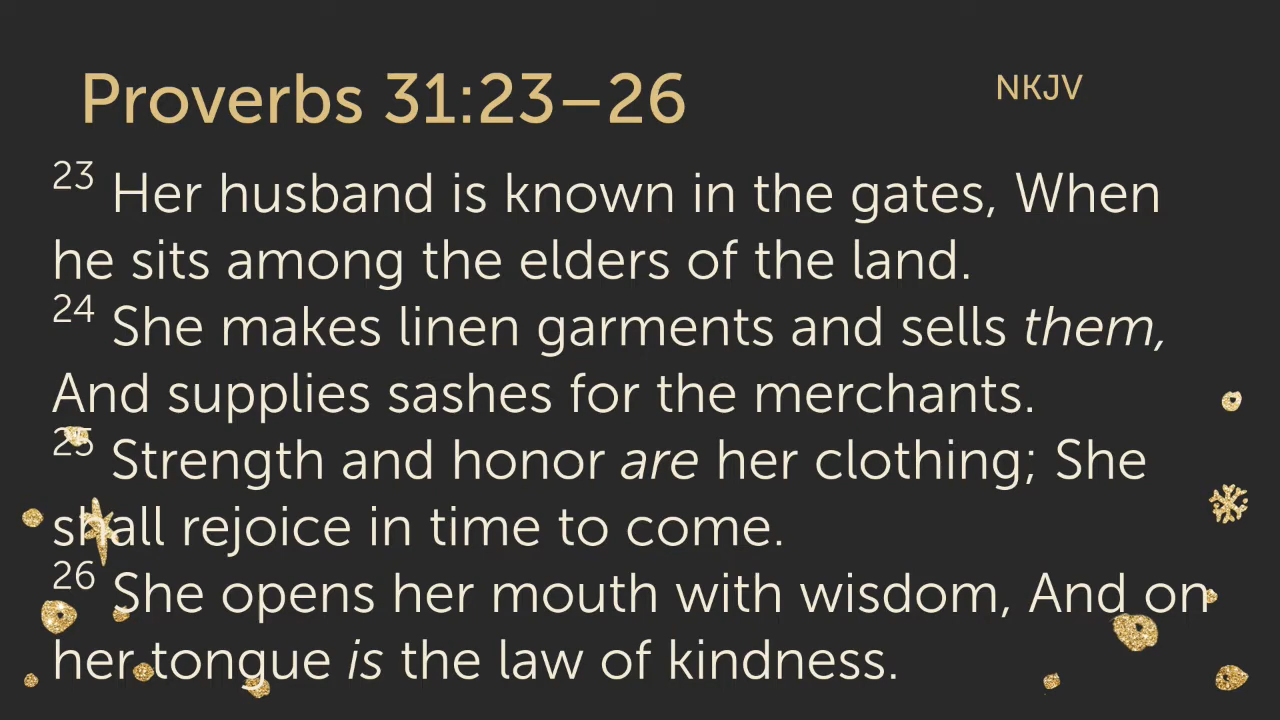 Proverbs 31:23–26 NKJV
23 Her husband is known in the gates, When
he sits among the elders of the land.
24 She makes linen garments and sells them,
And supplies sashes for the merchants.
25 Strength and honor are her clothing; She
shall rejoice in time to come.
26 She opens her mouth with wisdom, And on
her tongue is the law of kindness.